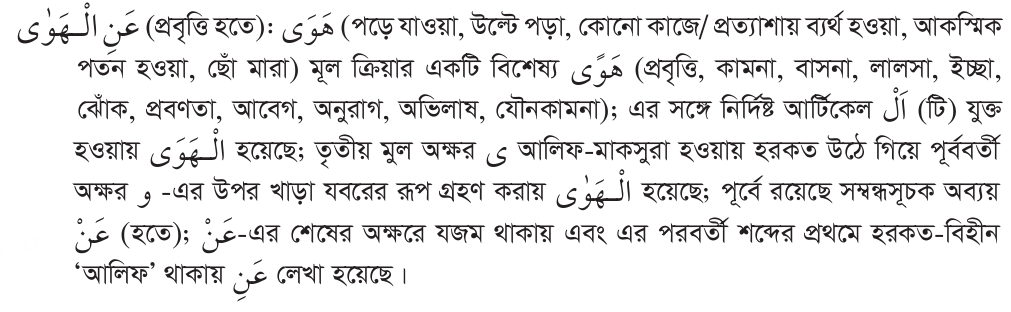 عَنِ الْـهَوٰى (প্রবৃত্তি হতে): هَوَى (পড়ে যাওয়া, উল্টে পড়া, কোনো কাজে/ প্রত্যাশায় ব্যর্থ হওয়া, আকস্মিক
পতন হওয়া, ছোঁ মারা) মূল ক্রিয়ার একটি বিশেষ্য هَوًى (প্রবৃত্তি, কামনা, বাসনা, লালসা, ইচ্ছা,
ঝোঁক, প্রবণতা, আবেগ, অনুরাগ, অভিলাষ, যৌনকামনা); এর সঙ্গে নির্দিষ্ট আর্টিকেল اَلْ (টি) যুক্ত
হওয়ায় الْـهَوَى হয়েছে; তৃতীয় মূল অক্ষর ى আলিফ-মাকসুরা হওয়ায় হরকত উঠে গিয়ে পূর্ববর্তী
অক্ষর و -এর উপর খাড়া যবরের রূপ গ্রহণ করায় الْـهَوٰى হয়েছে; পূর্বে রয়েছে সম্বন্ধসূচক অব্যয়
عَنْ (হতে); عَنْ-এর শেষের অক্ষরে যজম থাকায় এবং এর পরবর্তী শব্দের প্রথমে হরকত-বিহীন
‘আলিফ’ থাকায় عَنِ লেখা হয়েছে।